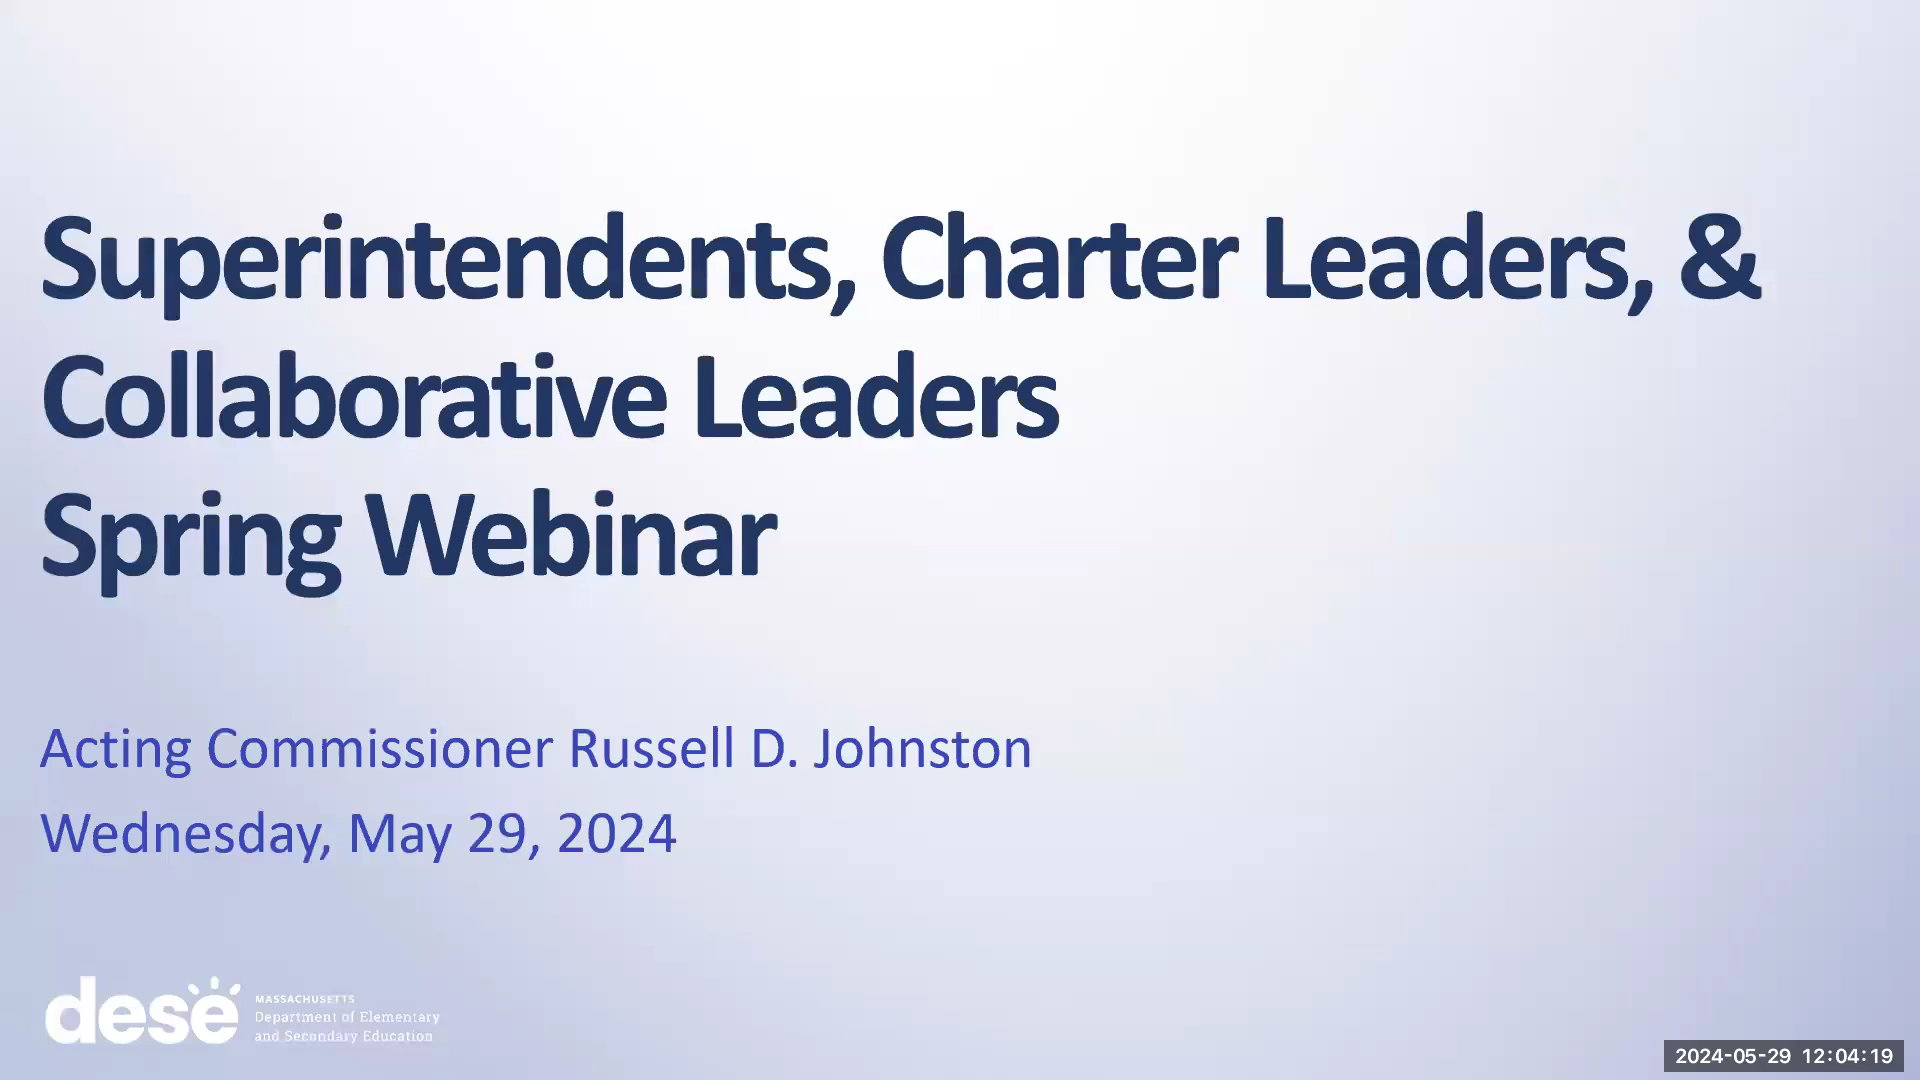 Superintendents, Charter Leaders, &
Collaborative Leaders
Spring Webinar
Acting Commissioner Russell D. Johnston
Wednesday, May 29, 2024
dese
MASSACHUSETTS
Department of Elementary
and Secondary Education
2024-05-29 12:04:19